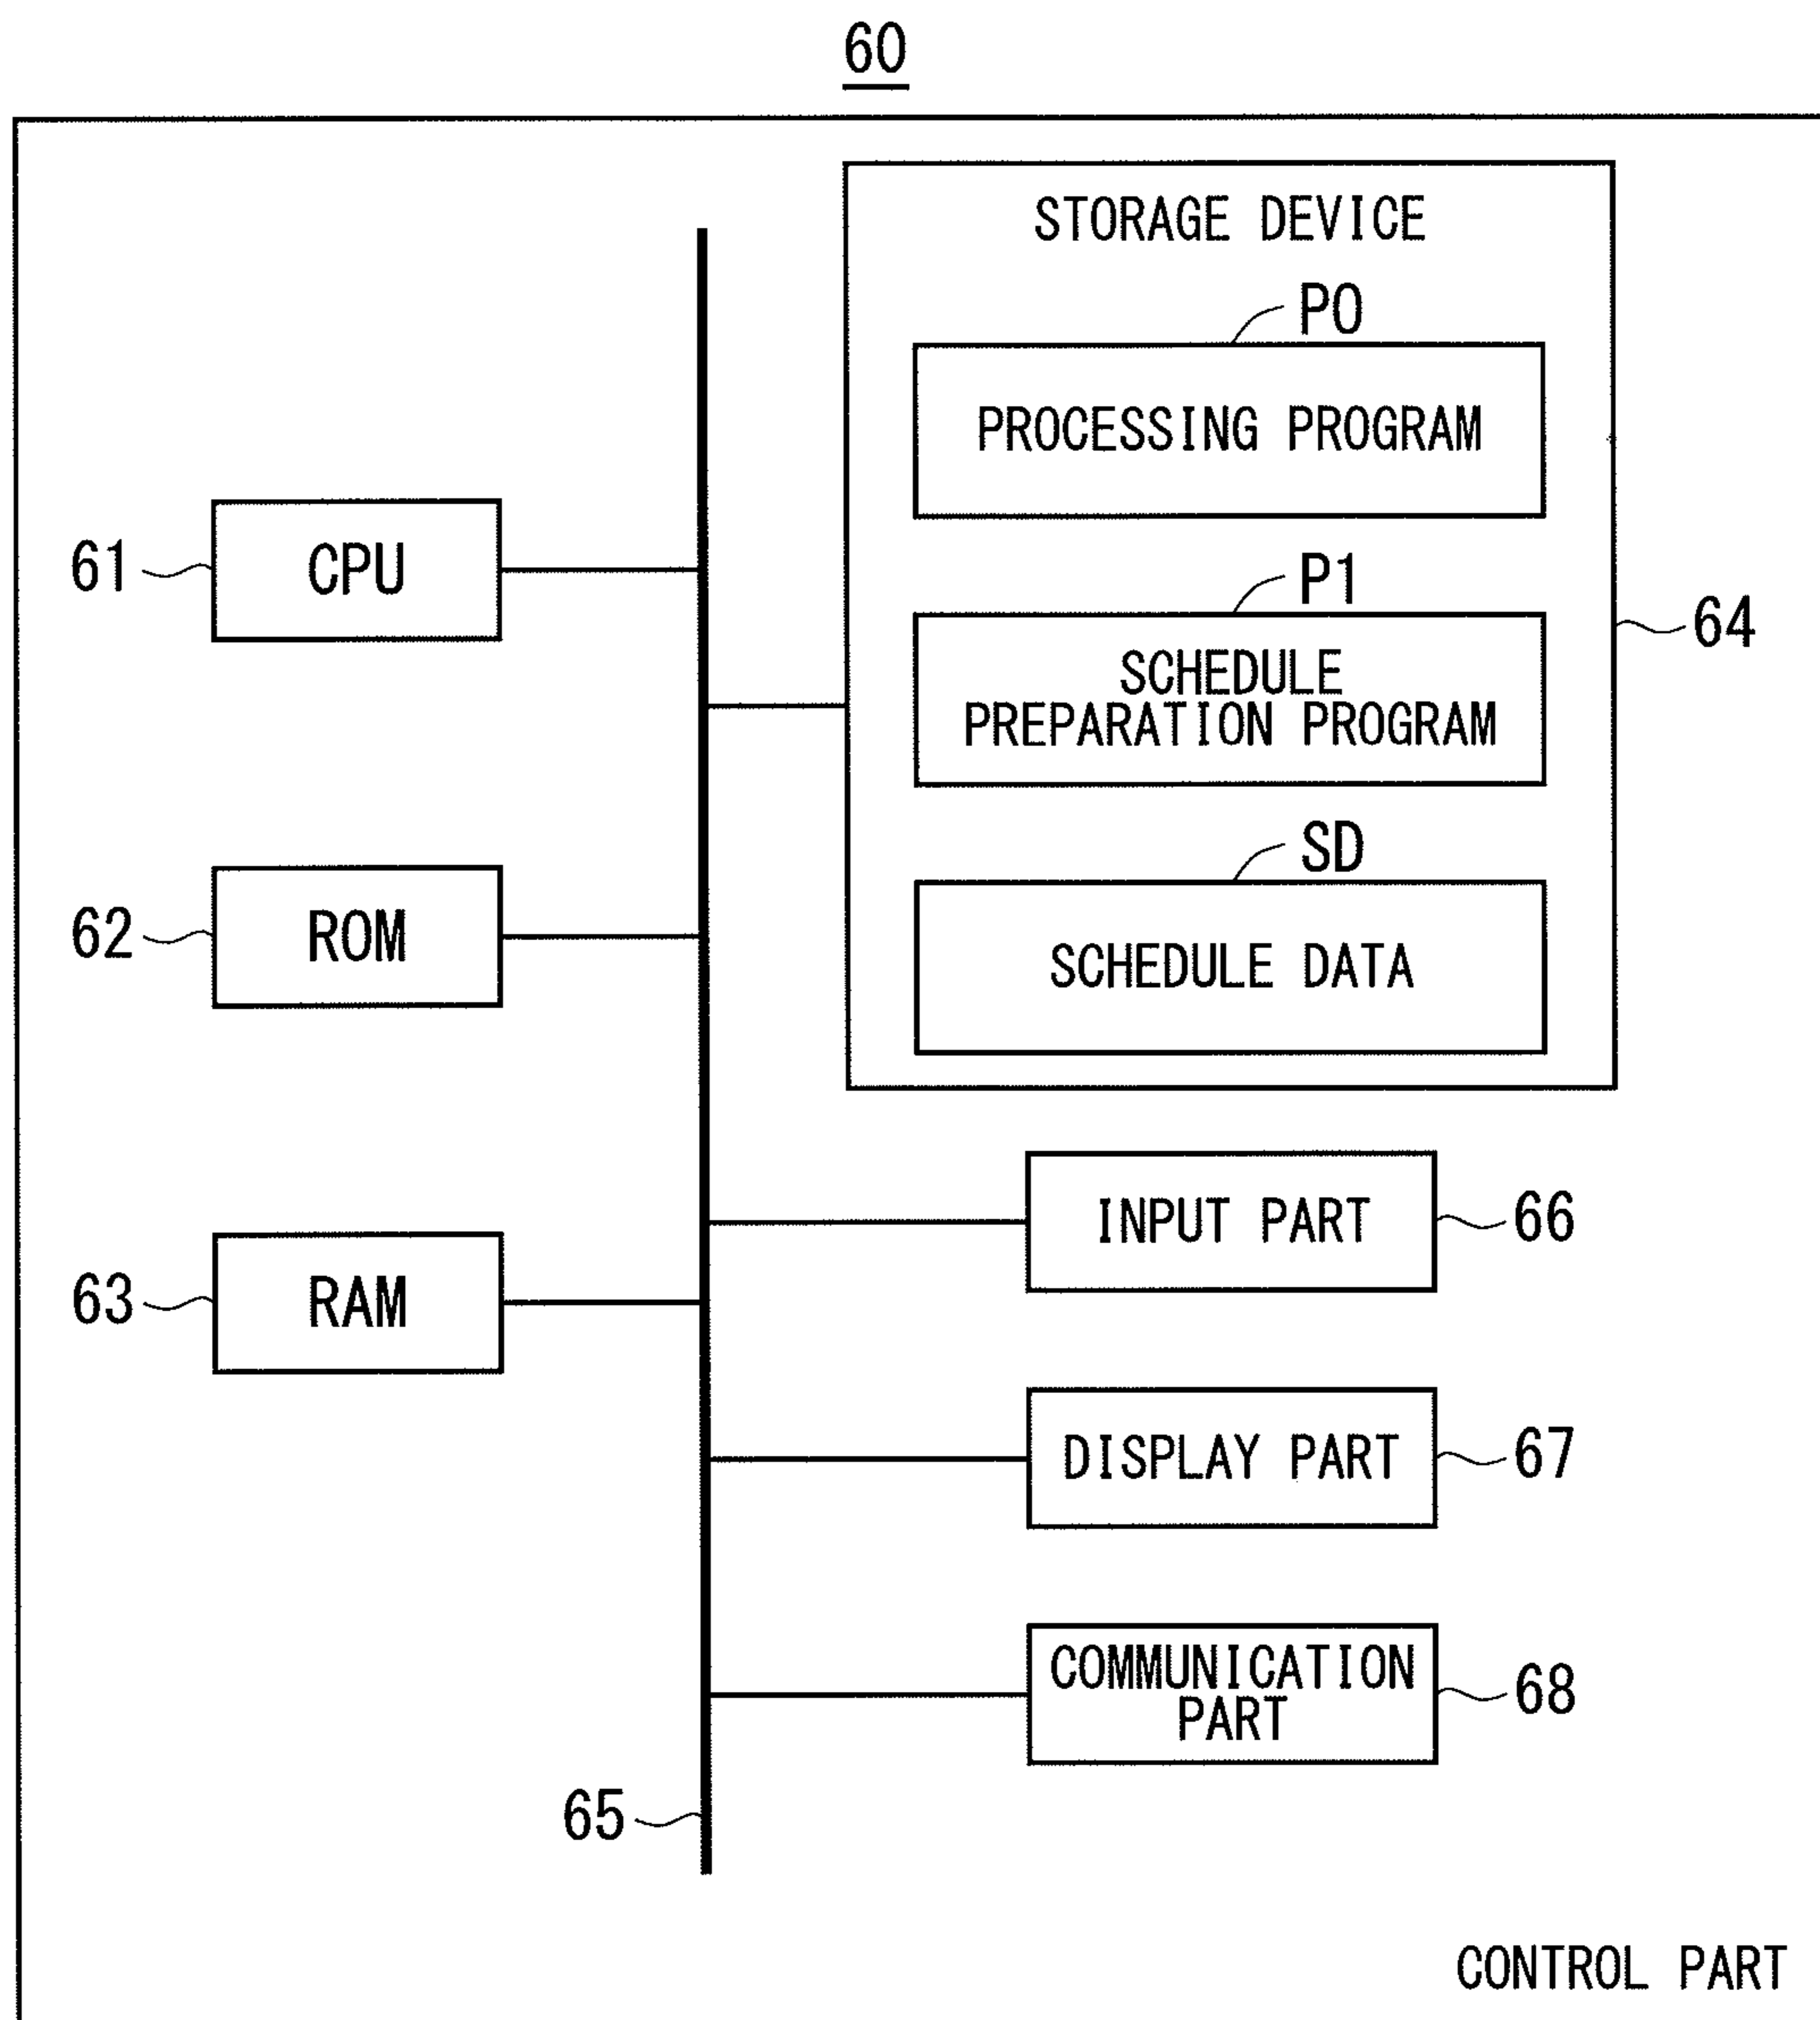 60
STORAGE DEVICE
P0
PROCESSING PROGRAM
61
CPU
P1
SCHEDULE
PREPARATION PROGRAM
64
SD
62
ROM
SCHEDULE DATA
INPUT PART
66
63
RAM
DISPLAY PART
67
COMMUNICATION
PART
68
65
CONTROL PART